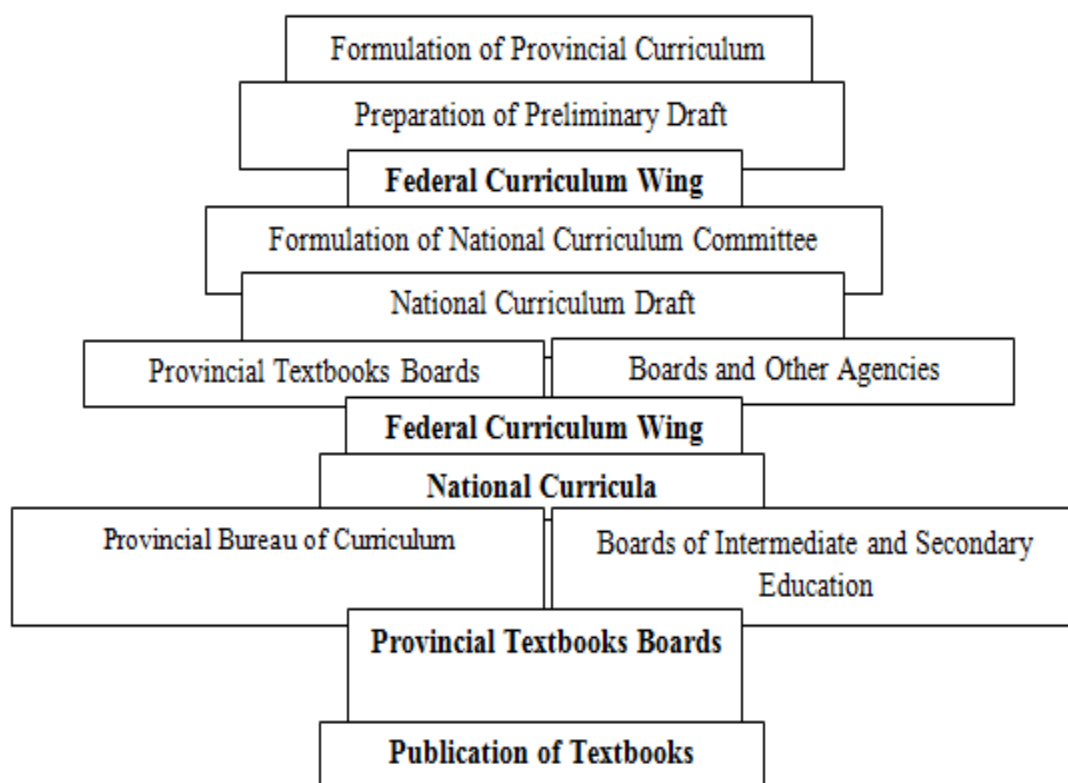 Formulation of Provincial Curriculum
Preparation of Preliminary Draft
Federal Curriculum Wing
Formulation of National Curriculum Committee
National Curriculum Draft
Provincial Textbooks Boards
Boards and Other Agencies
Federal Curriculum Wing
National Curricula
Provincial Bureau of Curriculum
Boards of Intermediate and Secondary
Education
Provincial Textbooks Boards
Publication of Textbooks